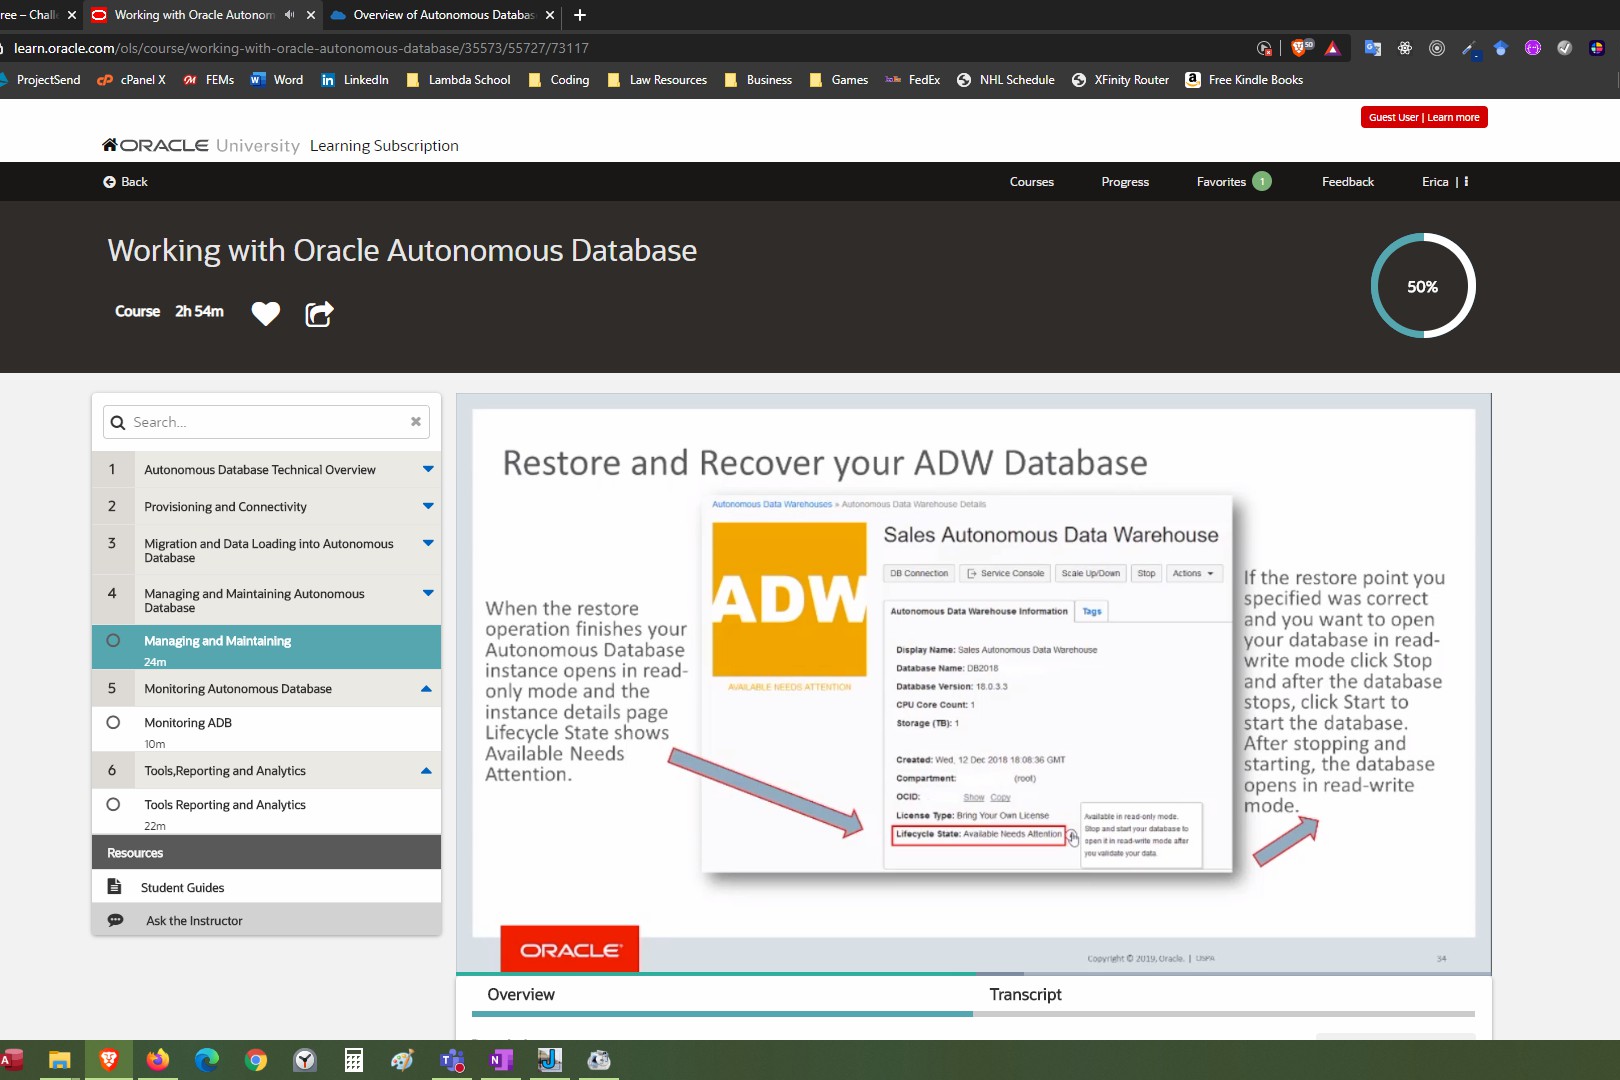 ree – Chall
Working with Oracle Autonom
Overview of Autonomous Databas
learn.oracle.com/ols/course/working-with-oracle-autonomous-database/35573/55727/73117
50
ProjectSend
cPanel X
FEMs
Word
LinkedIn
Lambda School
Coding
Law Resources
Business
Games
FedEx
NHL Schedule
XFinity Router
Free Kindle Books
Guest User | Learn more
ORACLE University Learning Subscription
Back
Courses
Progress
Favorites 1
Feedback
Erica
Working with Oracle Autonomous Database
Course 2h 54m
50%
Search...
1 Autonomous Database Technical Overview
2 Provisioning and Connectivity
3 Migration and Data Loading into Autonomous
Database
4 Managing and Maintaining Autonomous
Database
Managing and Maintaining
24m
5 Monitoring Autonomous Database
Monitoring ADB
10m
6 Tools,Reporting and Analytics
Tools Reporting and Analytics
22m
Resources
Student Guides
Ask the Instructor
Restore and Recover your ADW Database
When the restore
operation finishes your
Autonomous Database
instance opens in read-
only mode and the
instance details page
Lifecycle State shows
Available Needs
Attention.
Autonomous Data Warehouses » Autonomous Data Warehouse Details
ADW
AVAILABLE NEEDS ATTENTION
Sales Autonomous Data Warehouse
DB Connection
Service Console
Scale Up/Down
Stop
Actions
Autonomous Data Warehouse Information
Tags
Display Name: Sales Autonomous Data Warehouse
Database Name: DB2018
Database Version: 18.0.3.3
CPU Core Count: 1
Storage (TB): 1
Created: Wed, 12 Dec 2018 18:08:36 GMT
Compartment: (root)
OCID: Show Copy
License Type: Bring Your Own License
Lifecycle State: Available Needs Attention
Available in read-only mode.
Stop and start your database to
open it in read-write mode after
you validate your data.
If the restore point you
specified was correct
and you want to open
your database in read-
write mode click Stop
and after the database
stops, click Start to
start the database.
After stopping and
starting, the database
opens in read-write
mode.
ORACLE
Copyright © 2019, Oracle. |
34
Overview
Transcript